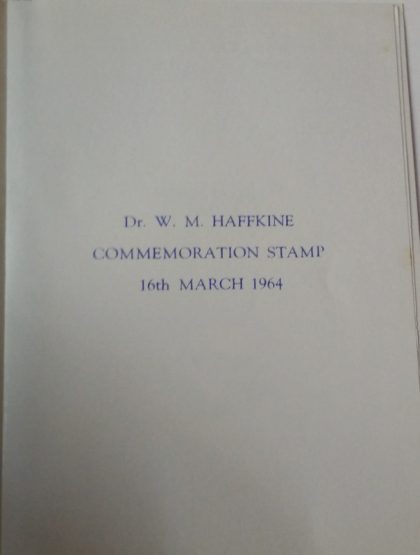 Dr. W. M. HAFFKINE
COMMEMORATION STAMP
16th MARCH 1964